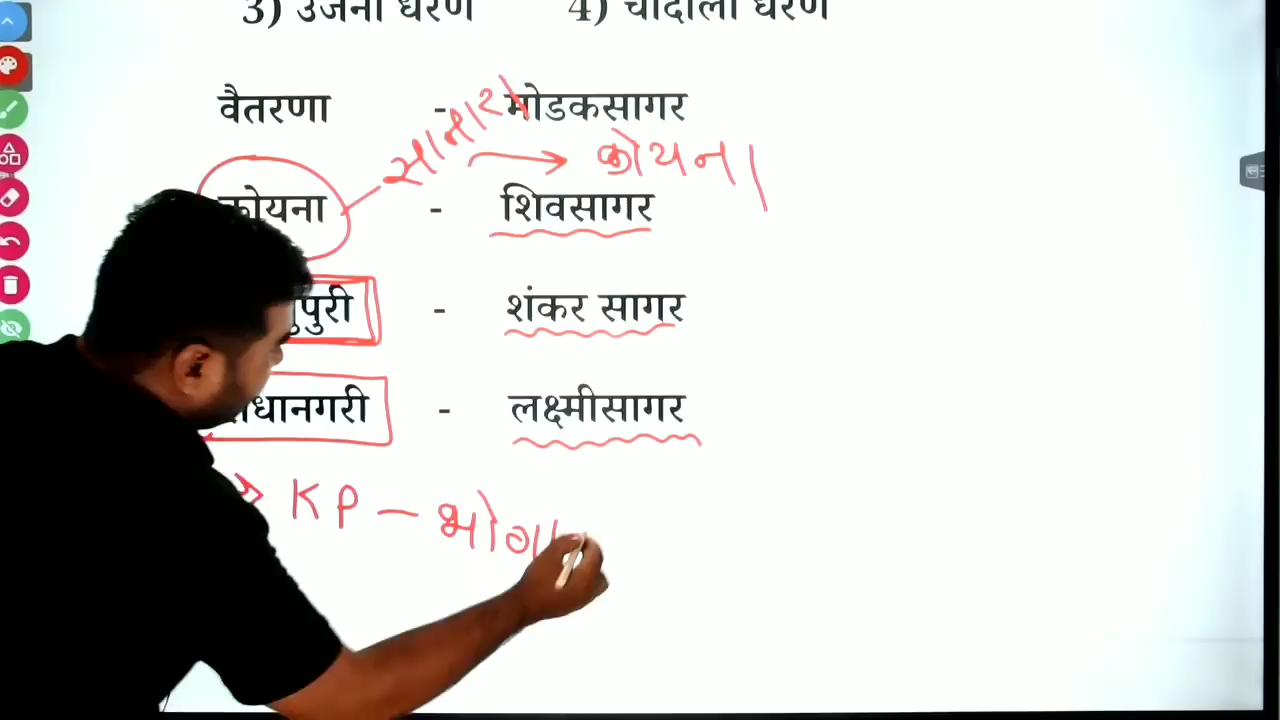 3) उजनी धरण 4) चांदोली धरण
वैतरणा - मोडकसागर
सातारा
कोयना
कोयना - शिवसागर
पुरी - शंकर सागर
राधानगरी - लक्ष्मीसागर
KP - भोगा